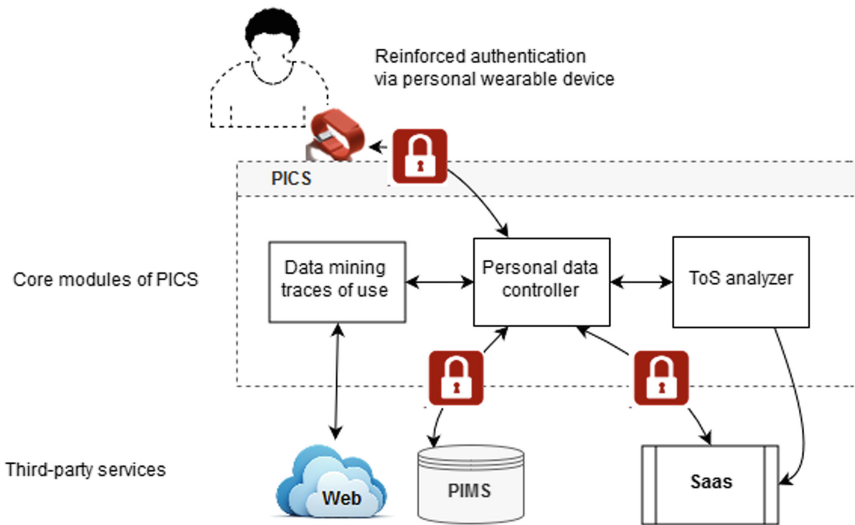 Reinforced authentication
via personal wearable device
PICS
Core modules of PICS
Data mining
traces of use
Personal data
controller
ToS analyzer
Third-party services
Web
PIMS
Saas